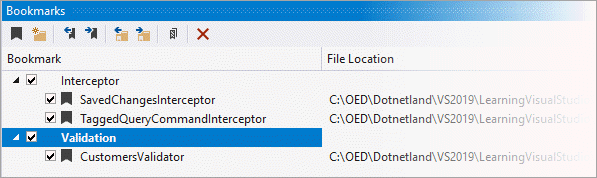 Bookmarks
Bookmark File Location
Interceptor
SavedChangesInterceptor C:\OED\Dotnetland\VS2019\LearningVisualStud
TaggedQueryCommandInterceptor C:\OED\Dotnetland\VS2019\LearningVisualStud
Validation
CustomersValidator C:\OED\Dotnetland\VS2019\LearningVisualStud